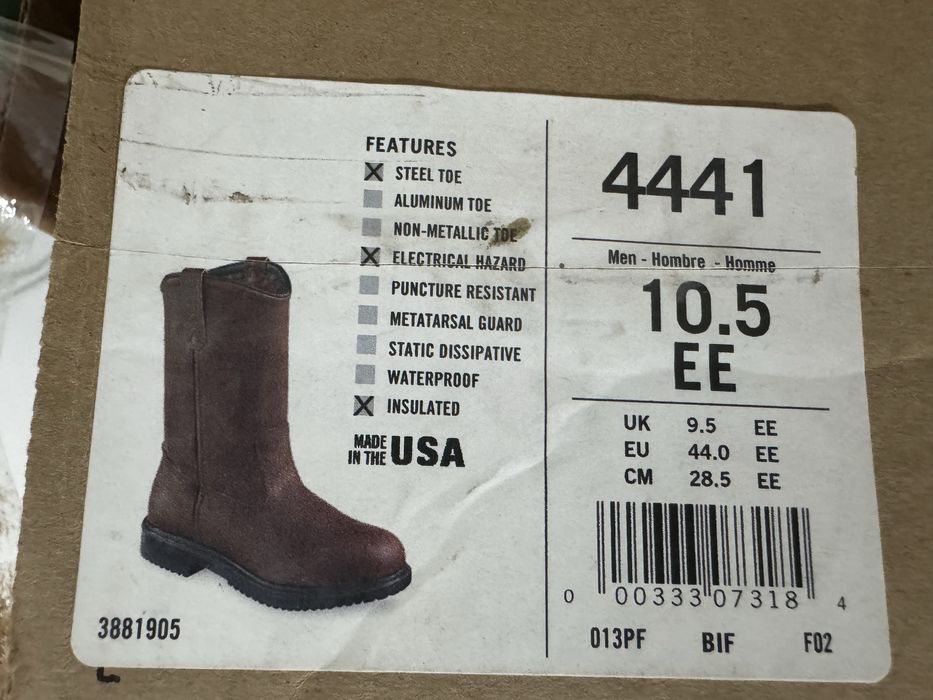 FEATURES
STEEL TOE
ALUMINUM TOE
NON-METALLIC TOE
ELECTRICAL HAZARD
PUNCTURE RESISTANT
METATARSAL GUARD
STATIC DISSIPATIVE
WATERPROOF
INSULATED
MADE IN THE USA
3881905
4441
Men - Hombre - Homme
10.5
EE
UK 9.5 EE
EU 44.0 EE
CM 28.5 EE
0 00333 07318 4
013PF BIF F02